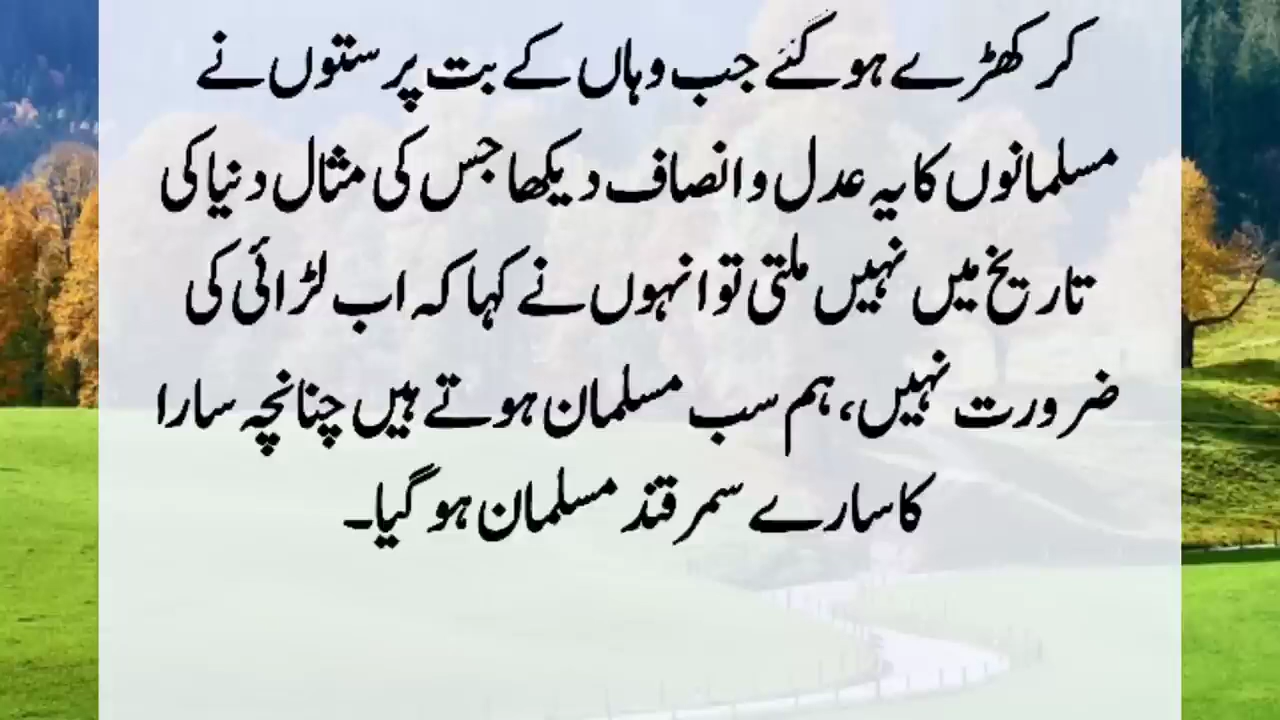 کر کھڑے ہو گئے جب وہاں کے بت پرستوں نے
مسلمانوں کا یہ عدل و انصاف دیکھا جس کی مثال دنیا کی
تاریخ میں نہیں ملتی تو انہوں نے کہا کہ اب لڑائی کی
ضرورت نہیں، ہم سب مسلمان ہوتے ہیں چنانچہ سارا
کا سارے سمر قند مسلمان ہو گیا۔